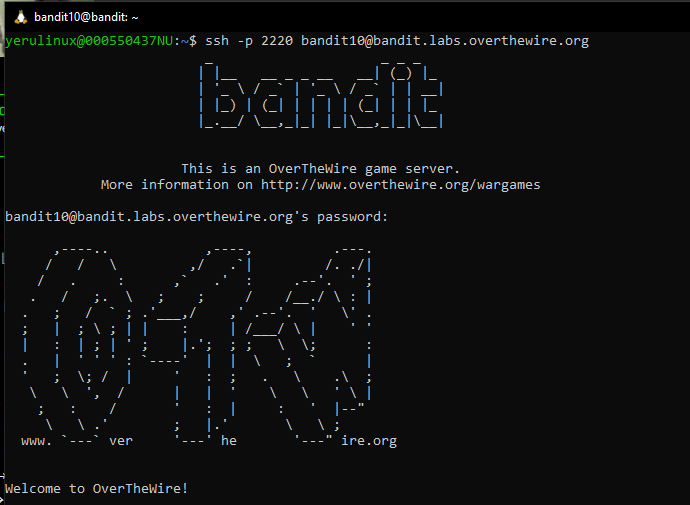 bandit10@bandit: ~
yerulinux@000550437NU:~$ ssh -p 2220 bandit10@bandit.labs.overthewire.org
bandit
This is an OverTheWire game server.
More information on http://www.overthewire.org/wargames
bandit10@bandit.labs.overthewire.org's password:
www. ver he ire.org
Welcome to OverTheWire!